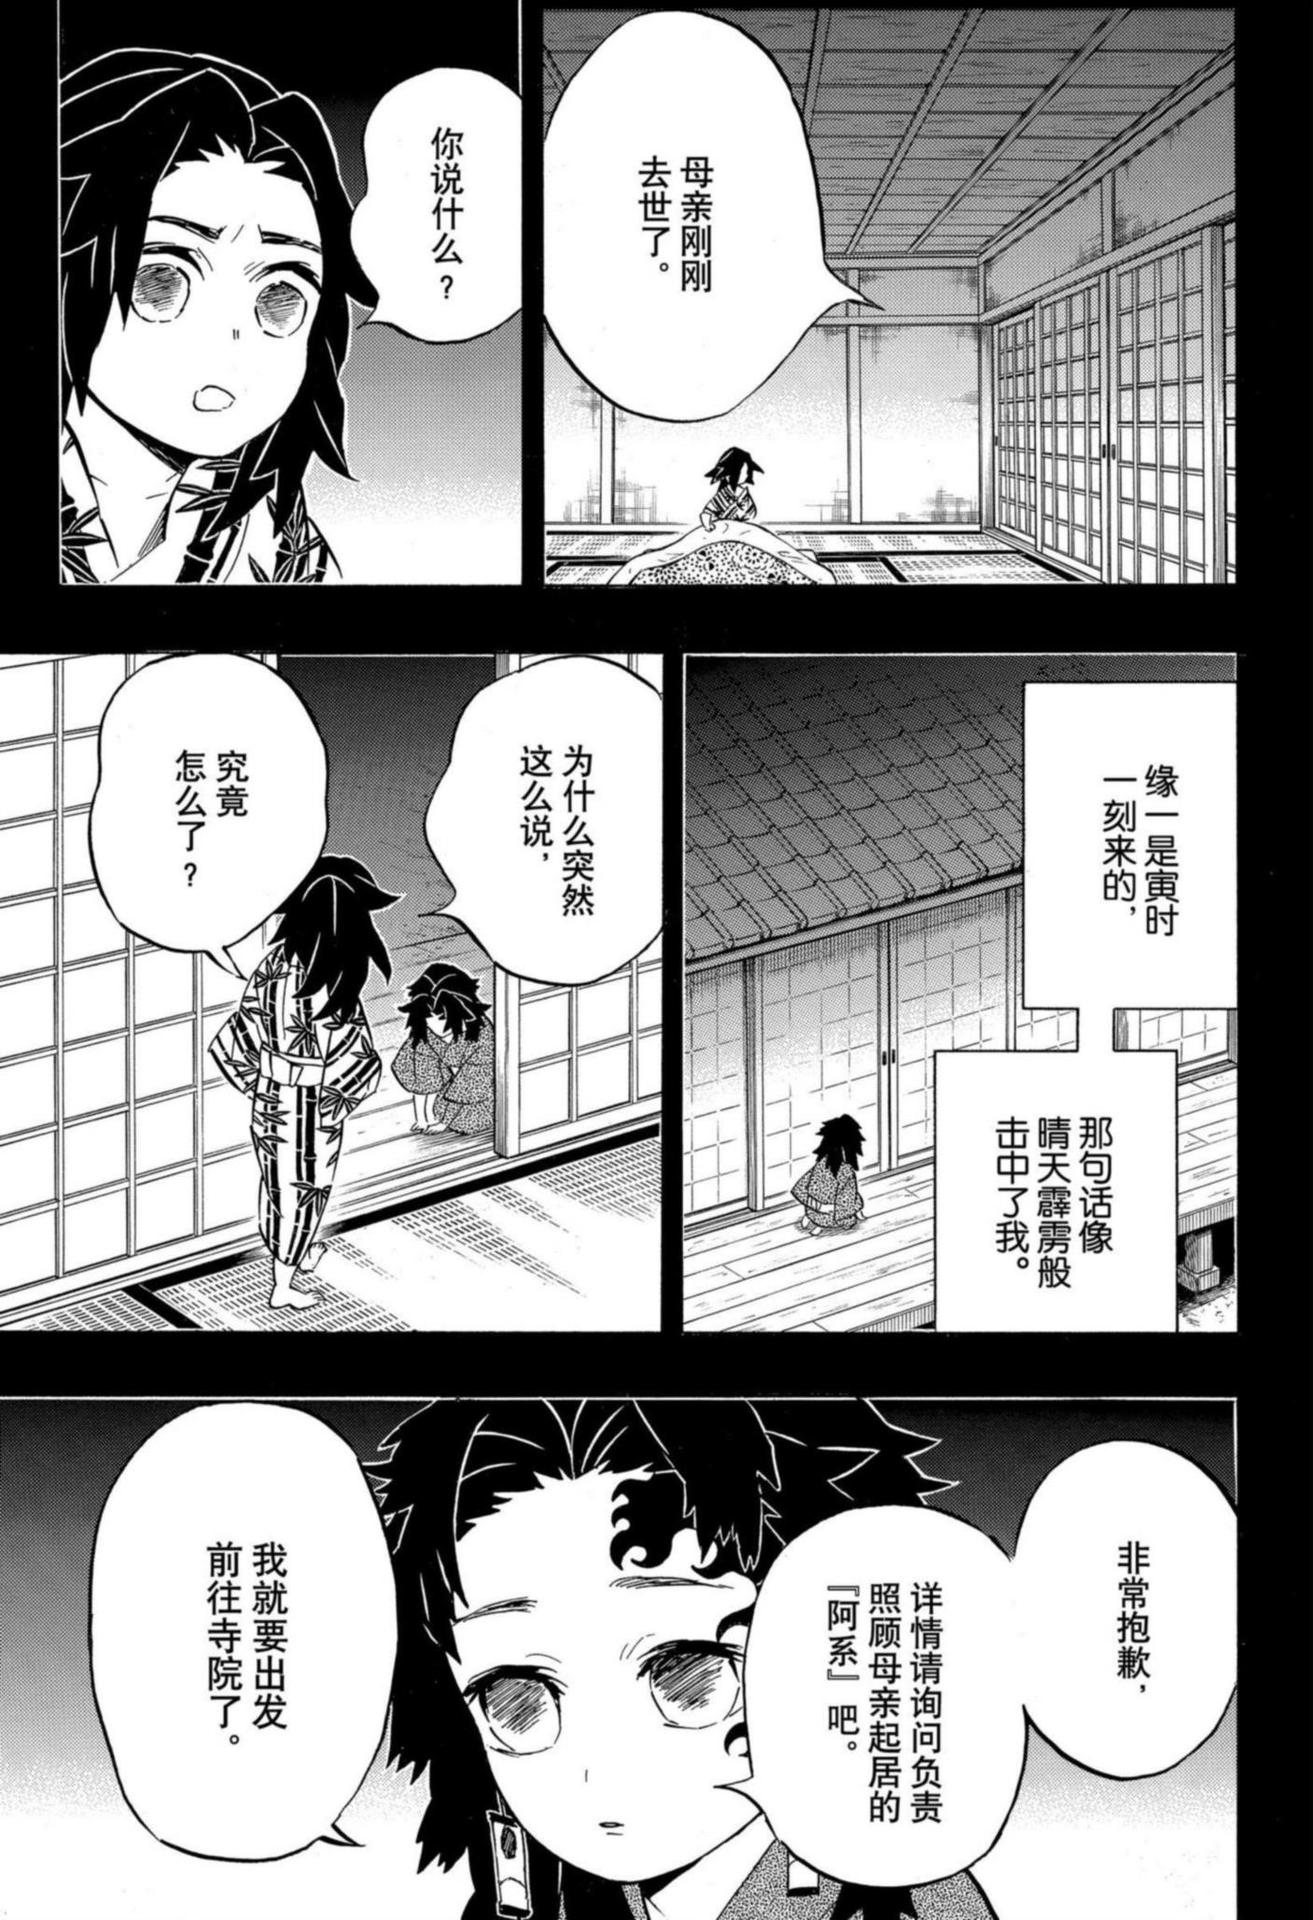 母亲刚刚
去世了。
你说什么？
缘一是寅时
一刻来的，
那句话像
晴天霹雳般
击中了我。
为什么突然
这么说，
究竟
怎么了？
非常抱歉，
详情请询问负责
照顾母亲起居的
『阿系』吧。
我就要出发
前往寺院了。